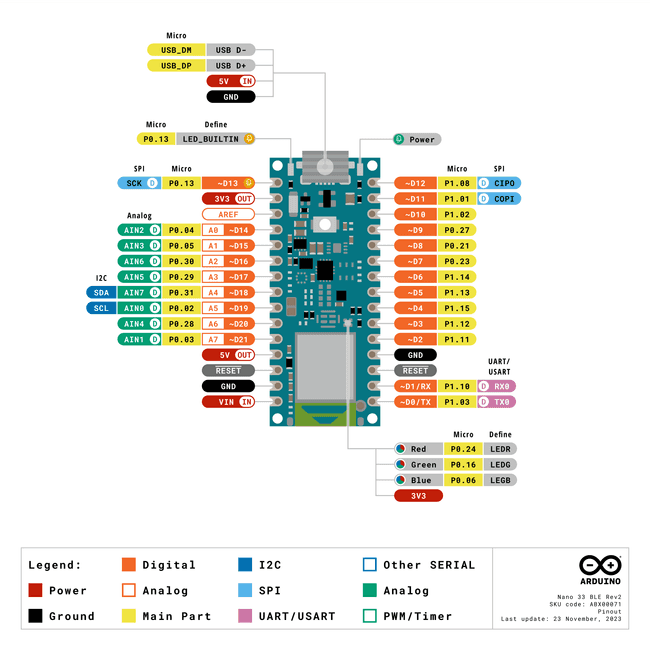 Micro
USB_DM USB D-
USB_DP USB D+
5V IN
GND
Micro Define
P0.13 LED_BUILTIN D
D Power
SPI Micro
SCK D P0.13 ~D13 D
3V3 OUT
AREF
Analog
AIN2 D P0.04 A0 ~D14
AIN3 D P0.05 A1 ~D15
AIN6 D P0.30 A2 ~D16
I2C
AIN5 D P0.29 A3 ~D17
SDA AIN7 D P0.31 A4 ~D18
SCL AIN0 D P0.02 A5 ~D19
AIN4 D P0.28 A6 ~D20
AIN1 D P0.03 A7 ~D21
5V OUT
RESET
GND
VIN IN
Micro SPI
~D12 P1.08 D CIPO
~D11 P1.01 D COPI
~D10 P1.02
~D9 P0.27
~D8 P0.21
~D7 P0.23
~D6 P1.14
~D5 P1.13
~D4 P1.15
~D3 P1.12
~D2 P1.11
GND
UART/
USART
RESET
~D1/RX P1.10 D RX0
~D0/TX P1.03 D TX0
Micro Define
Red P0.24 LEDR
Green P0.16 LEDG
Blue P0.06 LEGB
3V3
Legend:
Digital
I2C
Other SERIAL
Power
Analog
SPI
Analog
Ground
Main Part
UART/USART
PWM/Timer
ARDUINO
Nano 33 BLE Rev2
SKU code: ABX00071
Pinout
Last update: 23 November, 2023